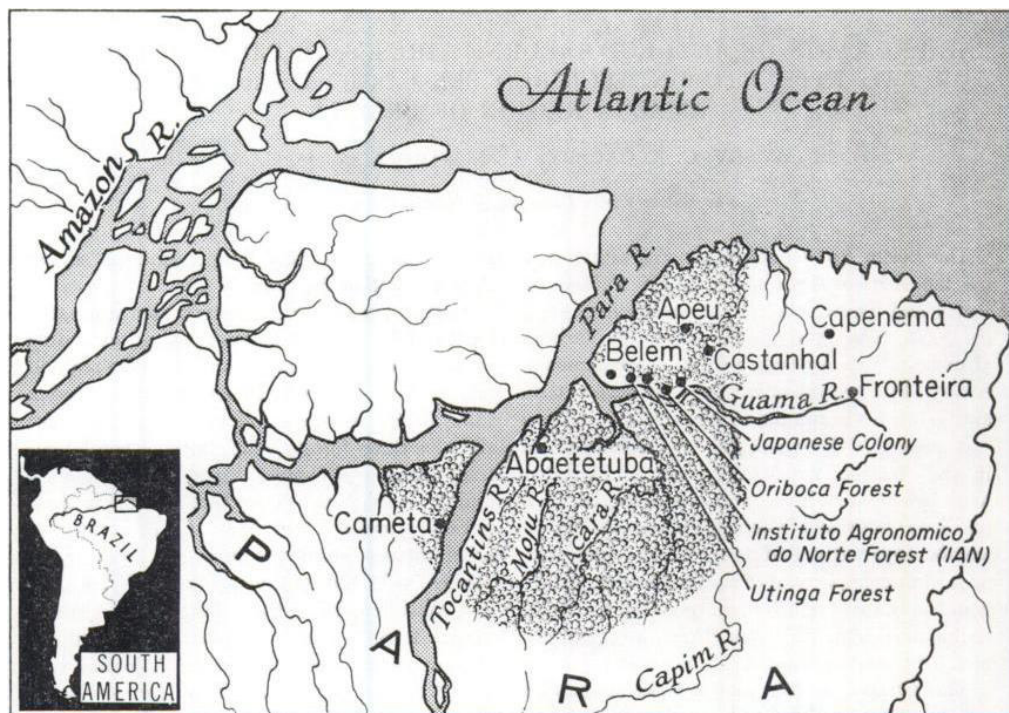 Atlantic Ocean
Amazon R.
Para R.
Apeu
Capenema
Belem
Castanhal
Guama R.
Fronteira
Japanese Colony
Abaetetuba
Oriboca Forest
Cameta
Tocantins R.
Moju R.
Acara R.
Instituto Agronomico
do Norte Forest (IAN)
Utinga Forest
Capim R.
P A R A
BRAZIL
SOUTH
AMERICA